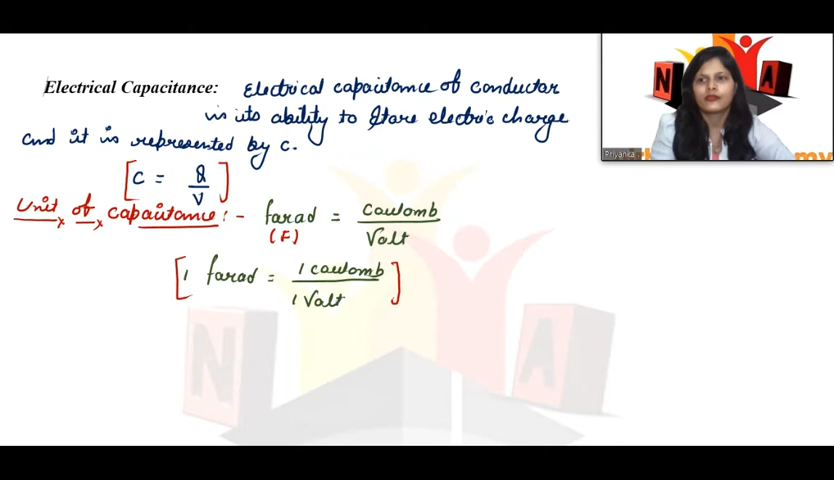 Electrical Capacitance: Electrical capacitance of conductor
is its ability to store electric charge
and it is represented by C.
[C = Q/V]
Unit of capacitance :- farad = coulomb/Volt
(F)
[1 farad = 1 coulomb/1 Volt]
N A
Priyanka
my
N A